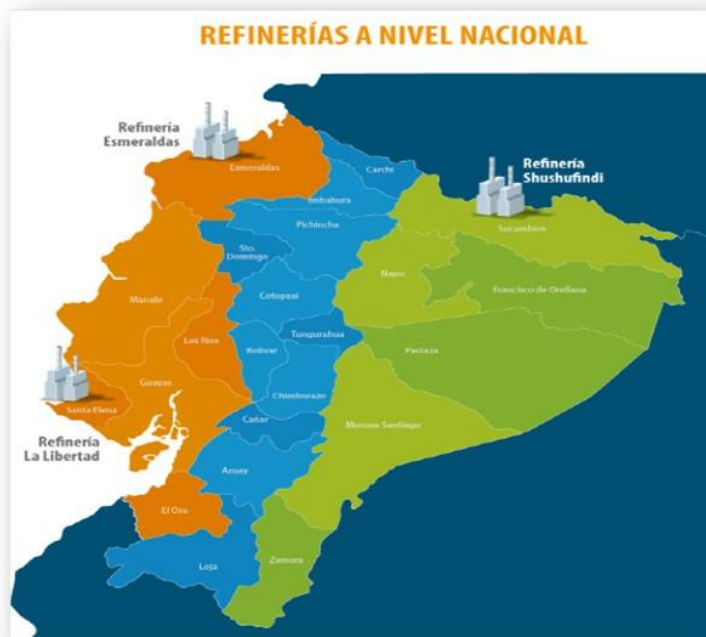 REFINERÍAS A NIVEL NACIONAL
Refinería
Esmeraldas
Esmeraldas
Carchi
Imbabura
Refinería
Shushufindi
Pichincha
Sucumbíos
Sto.
Domingo
Napo
Cotopaxi
Francisco de Orellana
Manabí
Tungurahua
Los Ríos
Bolívar
Pastaza
Guayas
Chimborazo
Santa Elena
Cañar
Morona Santiago
Refinería
La Libertad
Azuay
El Oro
Loja
Zamora